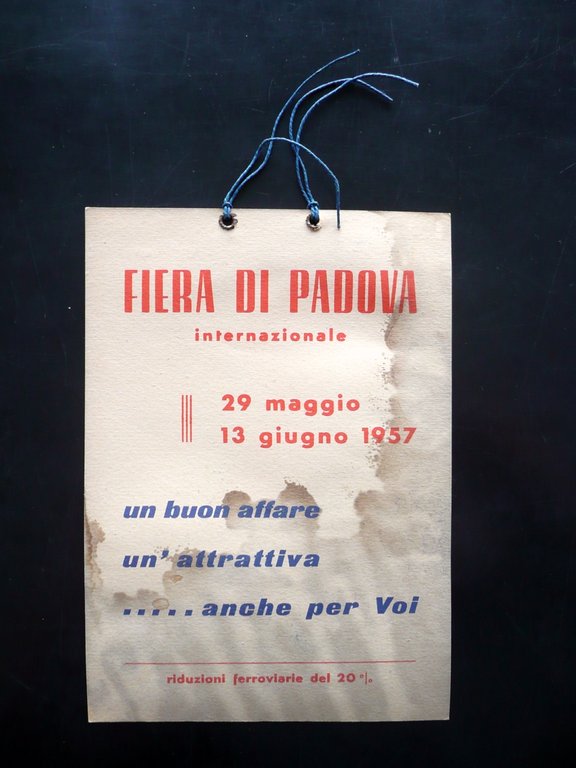 FIERA DI PADOVA
internazionale
29 maggio
13 giugno 1957
un buon affare
un' attrattiva
..... anche per Voi
riduzioni ferroviarie del 20 %.